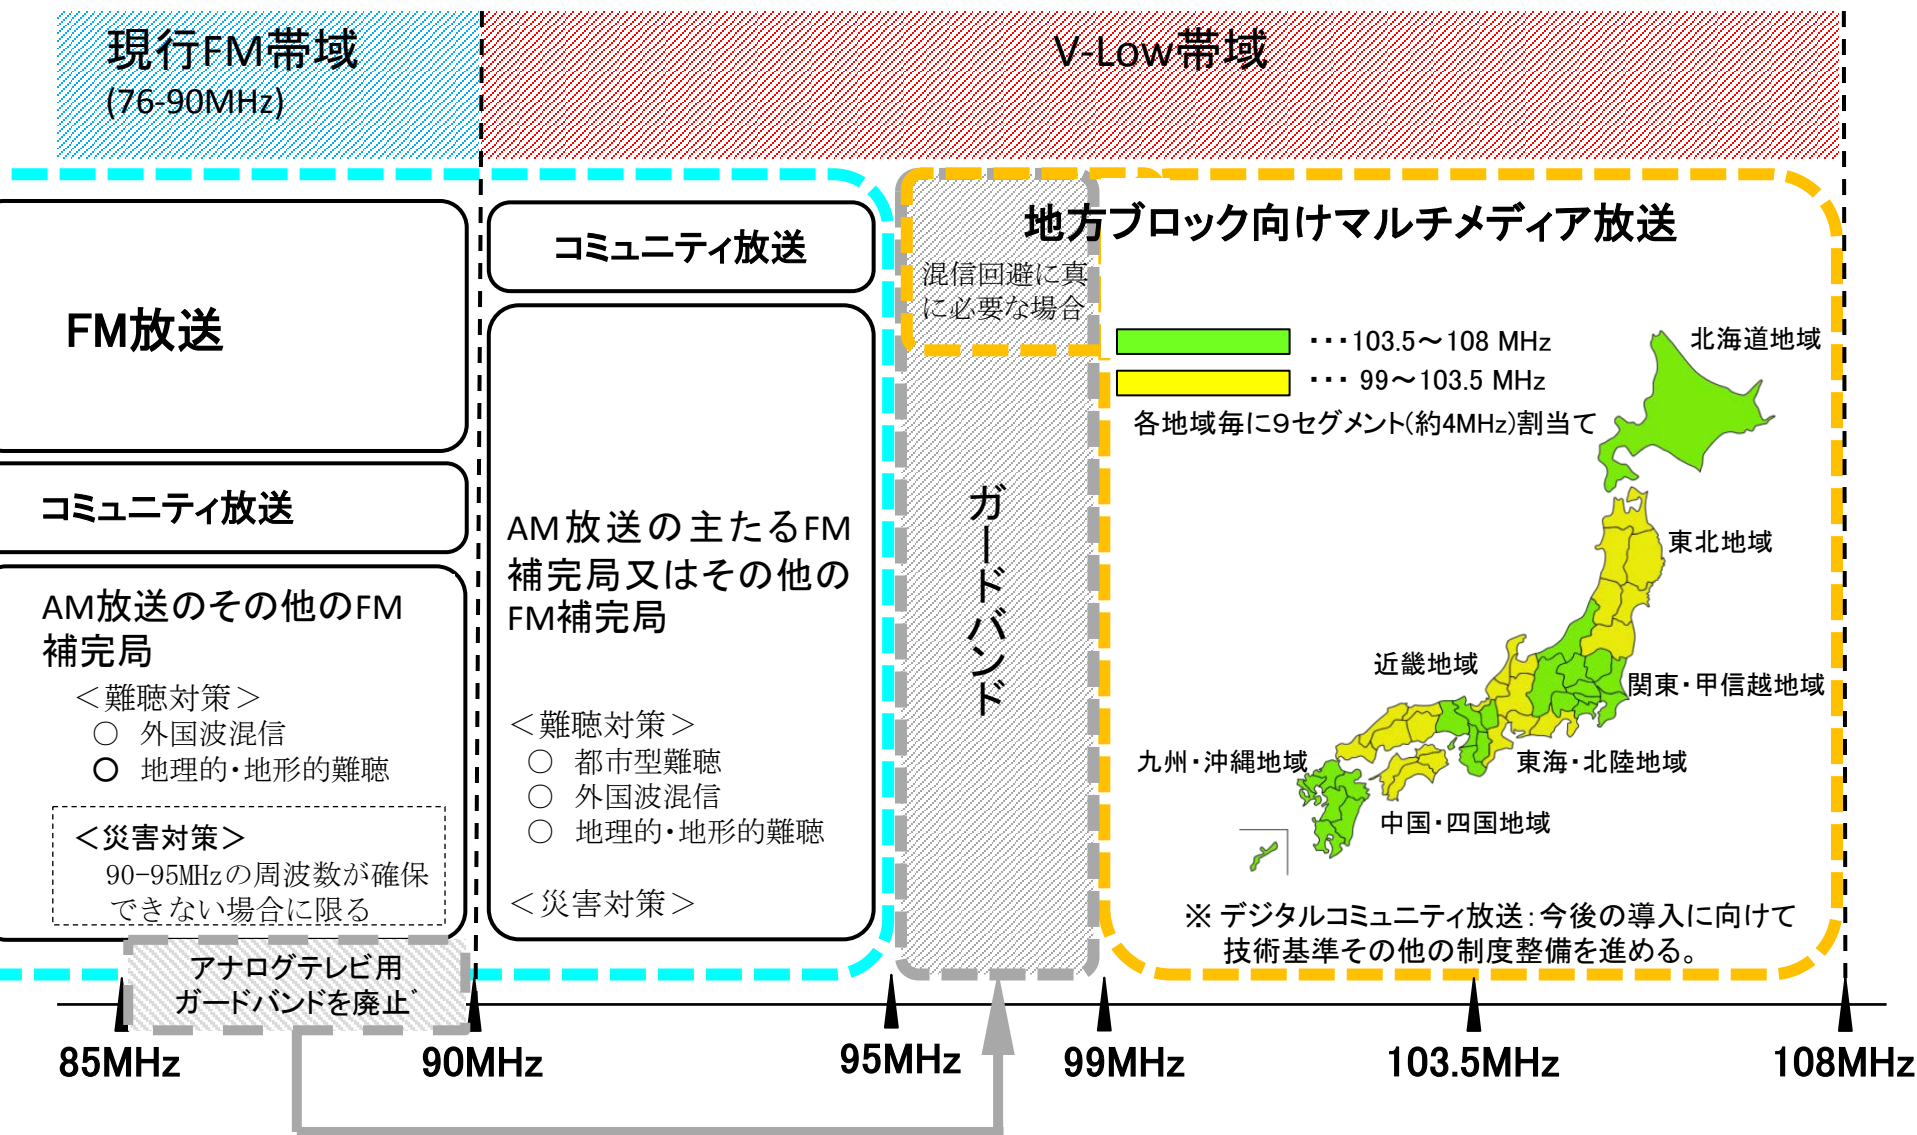 現行FM帯域
(76-90MHz)
V-Low帯域
FM放送
コミュニティ放送
AM放送のその他のFM
補完局
＜難聴対策＞
○ 外国波混信
○ 地理的・地形的難聴
＜災害対策＞
90-95MHzの周波数が確保
できない場合に限る
コミュニティ放送
AM放送の主たるFM
補完局又はその他の
FM補完局
＜難聴対策＞
○ 都市型難聴
○ 外国波混信
○ 地理的・地形的難聴
＜災害対策＞
混信回避に真
に必要な場合
ガードバンド
地方ブロック向けマルチメディア放送
・・・103.5～108 MHz
・・・ 99～103.5 MHz
各地域毎に9セグメント(約4MHz)割当て
北海道地域
東北地域
近畿地域
関東・甲信越地域
九州・沖縄地域
東海・北陸地域
中国・四国地域
※ デジタルコミュニティ放送：今後の導入に向けて
技術基準その他の制度整備を進める。
アナログテレビ用
ガードバンドを廃止
85MHz
90MHz
95MHz
99MHz
103.5MHz
108MHz